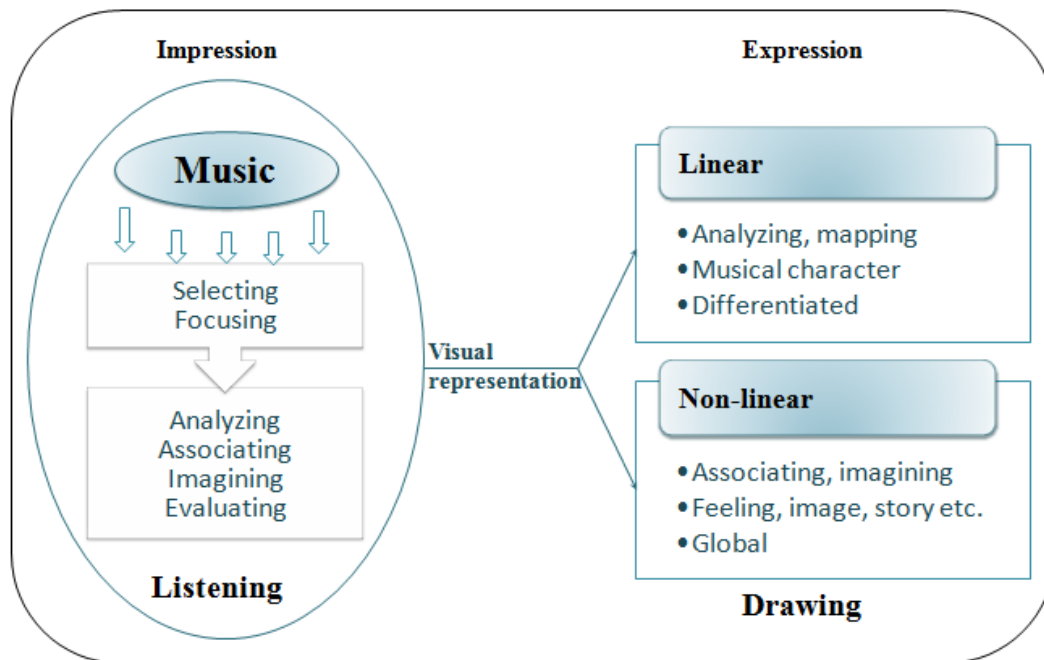 Impression
Music
Selecting
Focusing
Analyzing
Associating
Imagining
Evaluating
Listening
Visual
representation
Expression
Linear
•Analyzing, mapping
•Musical character
•Differentiated
Non-linear
•Associating, imagining
•Feeling, image, story etc.
•Global
Drawing